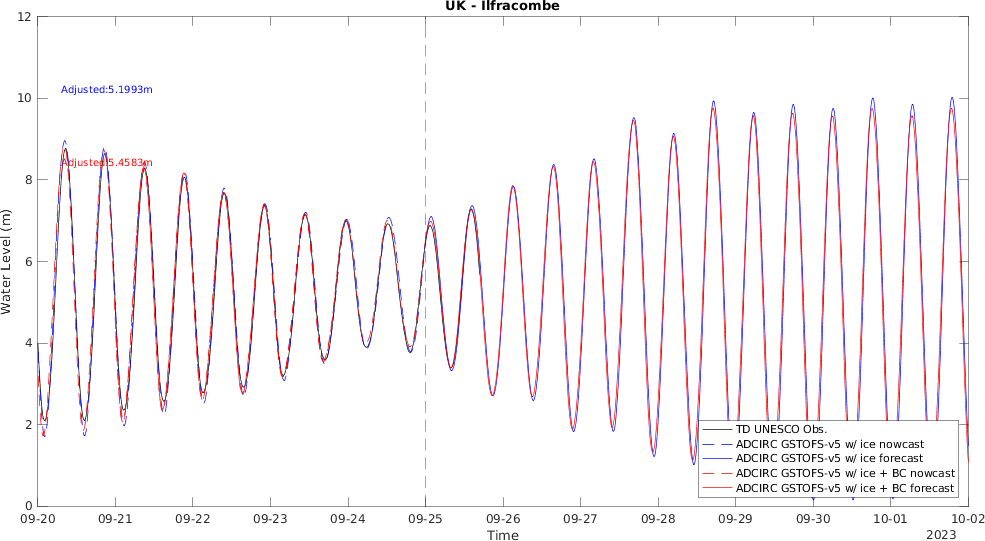 UK - Ilfracombe
12
10
8
6
4
2
0
Water Level (m)
Adjusted:5.1993m
Adjusted:5.4583m
TD UNESCO Obs.
ADCIRC GSTOFS-v5 w/ ice nowcast
ADCIRC GSTOFS-v5 w/ ice forecast
ADCIRC GSTOFS-v5 w/ ice + BC nowcast
ADCIRC GSTOFS-v5 w/ ice + BC forecast
09-20 09-21 09-22 09-23 09-24 09-25 09-26 09-27 09-28 09-29 09-30 10-01 10-02
Time
2023